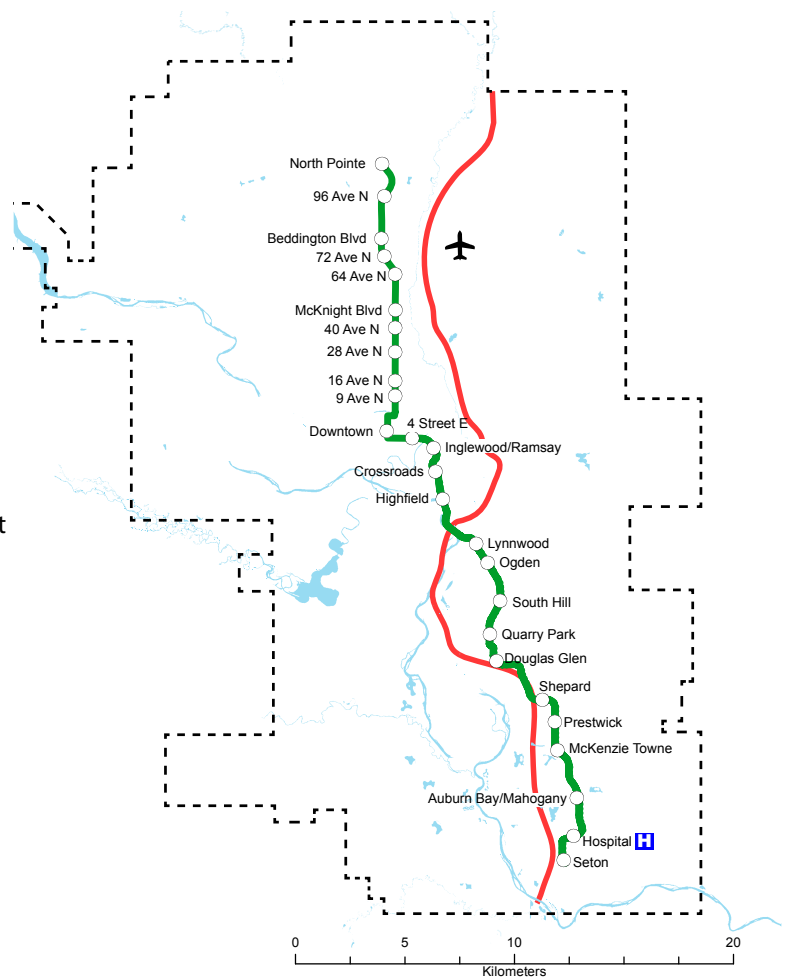 North Pointe
96 Ave N
Beddington Blvd
72 Ave N
64 Ave N
McKnight Blvd
40 Ave N
28 Ave N
16 Ave N
9 Ave N
4 Street E
Downtown
Inglewood/Ramsay
Crossroads
Highfield
t
Lynnwood
Ogden
South Hill
Quarry Park
Douglas Glen
Shepard
Prestwick
McKenzie Towne
Auburn Bay/Mahogany
Hospital H
Seton
0 5 10 20
Kilometers